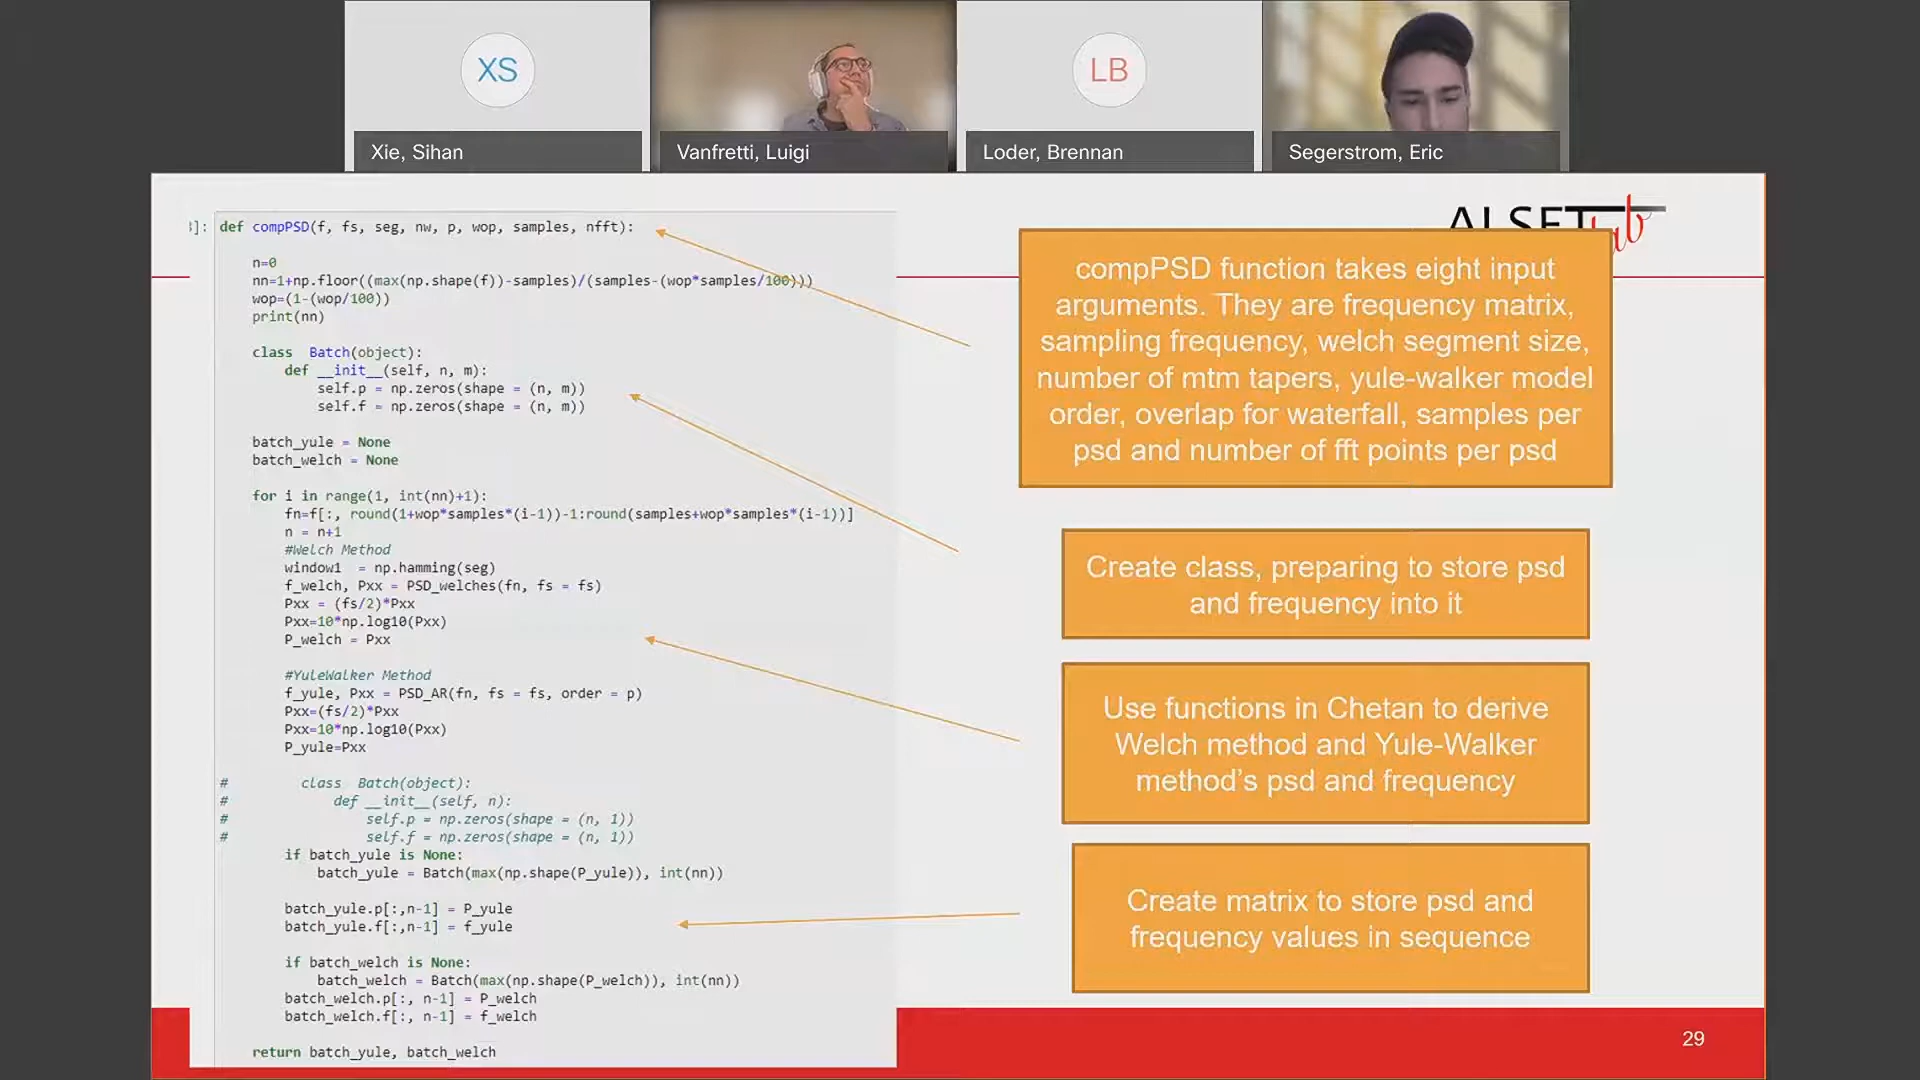 XS
LB
Xie, Sihan
Vanfretti, Luigi
Loder, Brennan
Segerstrom, Eric
ALSET
lab
]: def compPSD(f, fs, seg, nw, p, wop, samples, nfft):
n=0
nn=1+np.floor((max(np.shape(f))-samples)/(samples-(wop*samples/100)))
wop=(1-(wop/100))
print(nn)
class Batch(object):
def __init__(self, n, m):
self.p = np.zeros(shape = (n, m))
self.f = np.zeros(shape = (n, m))
batch_yule = None
batch_welch = None
for i in range(1, int(nn)+1):
fn=f[:, round(1+wop*samples*(i-1))-1:round(samples+wop*samples*(i-1))]
n = n+1
#Welch Method
window1 = np.hamming(seg)
f_welch, Pxx = PSD_welches(fn, fs = fs)
Pxx = (fs/2)*Pxx
Pxx=10*np.log10(Pxx)
P_welch = Pxx
#YuleWalker Method
f_yule, Pxx = PSD_AR(fn, fs = fs, order = p)
Pxx=(fs/2)*Pxx
Pxx=10*np.log10(Pxx)
P_yule=Pxx
# class Batch(object):
# def __init__(self, n):
# self.p = np.zeros(shape = (n, 1))
# self.f = np.zeros(shape = (n, 1))
if batch_yule is None:
batch_yule = Batch(max(np.shape(P_yule)), int(nn))
batch_yule.p[:,n-1] = P_yule
batch_yule.f[:,n-1] = f_yule
if batch_welch is None:
batch_welch = Batch(max(np.shape(P_welch)), int(nn))
batch_welch.p[:, n-1] = P_welch
batch_welch.f[:, n-1] = f_welch
return batch_yule, batch_welch
compPSD function takes eight input
arguments. They are frequency matrix,
sampling frequency, welch segment size,
number of mtm tapers, yule-walker model
order, overlap for waterfall, samples per
psd and number of fft points per psd
Create class, preparing to store psd
and frequency into it
Use functions in Chetan to derive
Welch method and Yule-Walker
method's psd and frequency
Create matrix to store psd and
frequency values in sequence
29